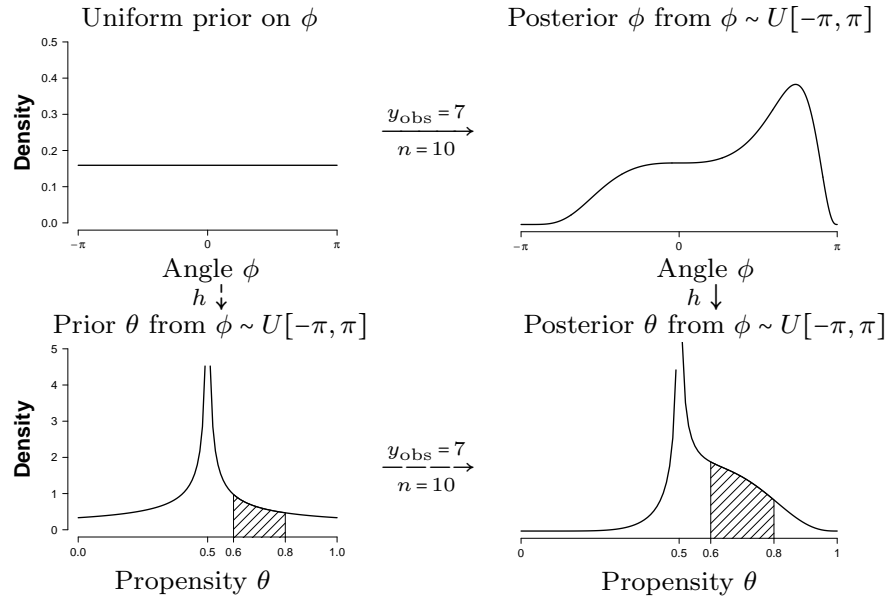 Uniform prior on ϕ
Density
0.5
0.4
0.3
0.2
0.1
0.0
−π 0 π
Angle ϕ
y_obs = 7
n = 10
Posterior ϕ from ϕ ∼ U[−π, π]
−π 0 π
Angle ϕ
h
h
Prior θ from ϕ ∼ U[−π, π]
Density
5
4
3
2
1
0
0.0 0.5 0.6 0.8 1.0
Propensity θ
y_obs = 7
n = 10
Posterior θ from ϕ ∼ U[−π, π]
0 0.5 0.6 0.8 1
Propensity θ